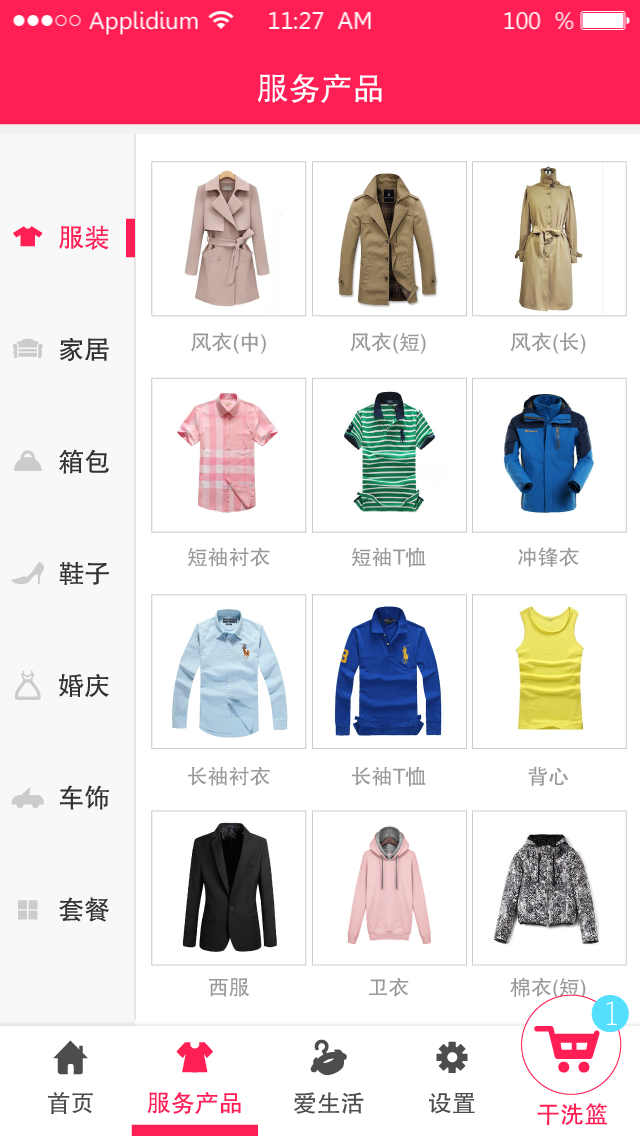 Applidium 11:27 AM 100 %
服务产品
服装
家居
箱包
鞋子
婚庆
车饰
套餐
风衣(中) 风衣(短) 风衣(长)
短袖衬衣 短袖T恤 冲锋衣
长袖衬衣 长袖T恤 背心
西服 卫衣 棉衣(短)
1
首页 服务产品 爱生活 设置 干洗篮